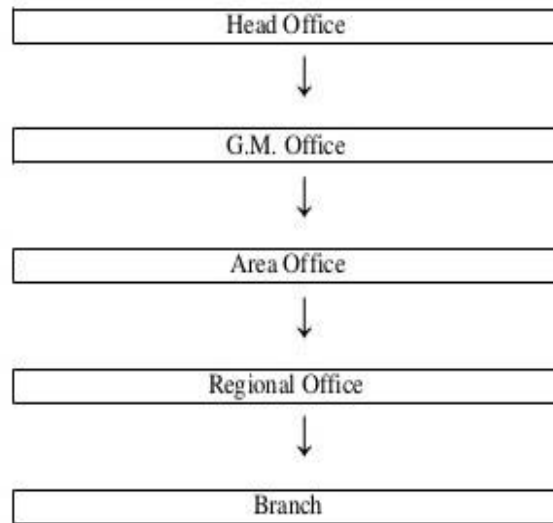 Head Office
G.M. Office
Area Office
Regional Office
Branch